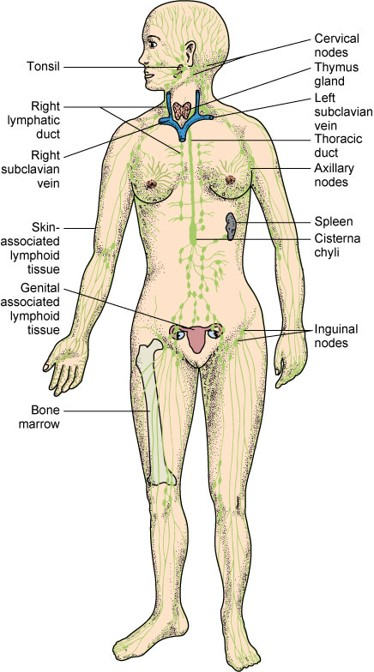 Cervical
nodes
Tonsil
Thymus
gland
Right
lymphatic
duct
Left
subclavian
vein
Thoracic
duct
Right
subclavian
vein
Axillary
nodes
Skin-
associated
lymphoid
tissue
Spleen
Cisterna
chyli
Genital
associated
lymphoid
tissue
Inguinal
nodes
Bone
marrow